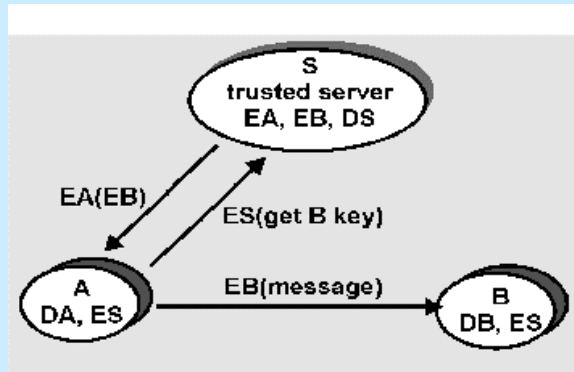 S
trusted server
EA, EB, DS
EA(EB)
ES(get B key)
A
DA, ES
EB(message)
B
DB, ES